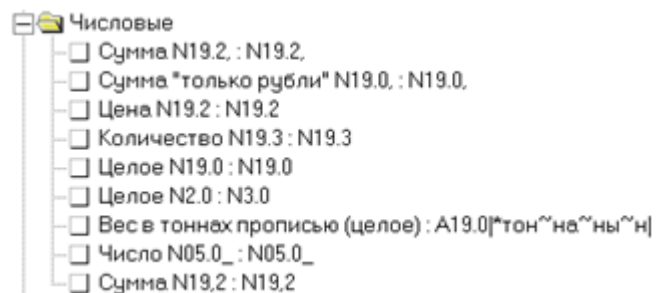 Числовые
Сумма N19.2, : N19.2,
Сумма "только рубли" N19.0, : N19.0,
Цена N19.2 : N19.2
Количество N19.3 : N19.3
Целое N19.0 : N19.0
Целое N2.0 : N3.0
Вес в тоннах прописью (целое) : A19.0|*тон~на~ны~н|
Число N05.0_ : N05.0_
Сумма N19,2 : N19,2